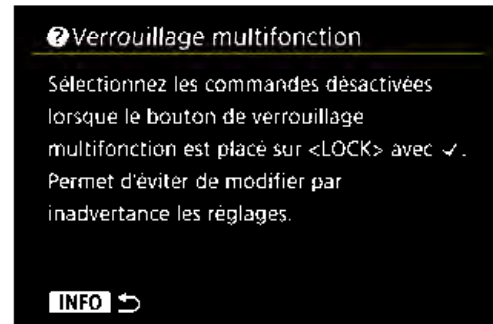 Verrouillage multifonction
Sélectionnez les commandes désactivées
lorsque le bouton de verrouillage
multifonction est placé sur <LOCK> avec ✓.
Permet d'éviter de modifier par
inadvertance les réglages.
INFO